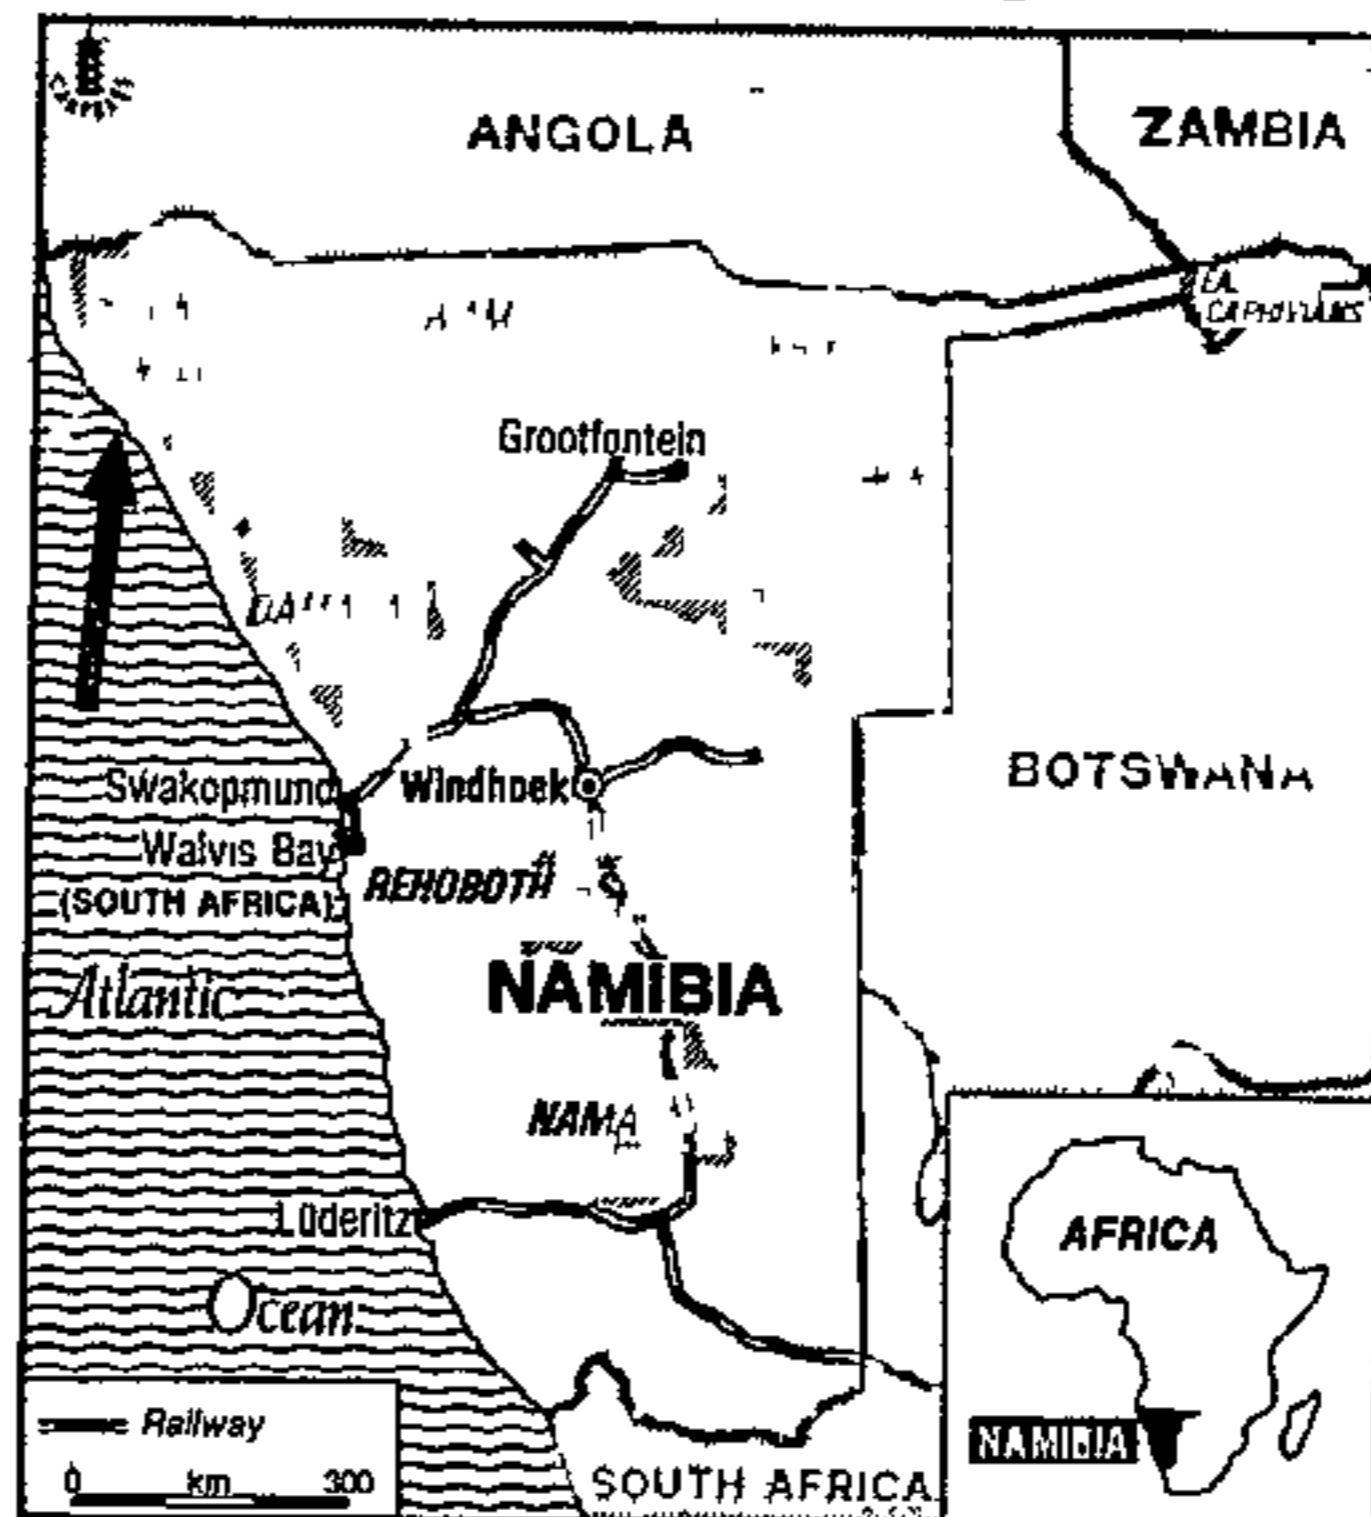 ANGOLA
ZAMBIA
Grootfontein
Swakopmund
Windhoek
Walvis Bay
(SOUTH AFRICA)
REHOBOTH
BOTSWANA
Atlantic
NAMIBIA
NAMA
Lüderitz
Ocean
AFRICA
NAMIBIA
Railway
0 km 300
SOUTH AFRICA